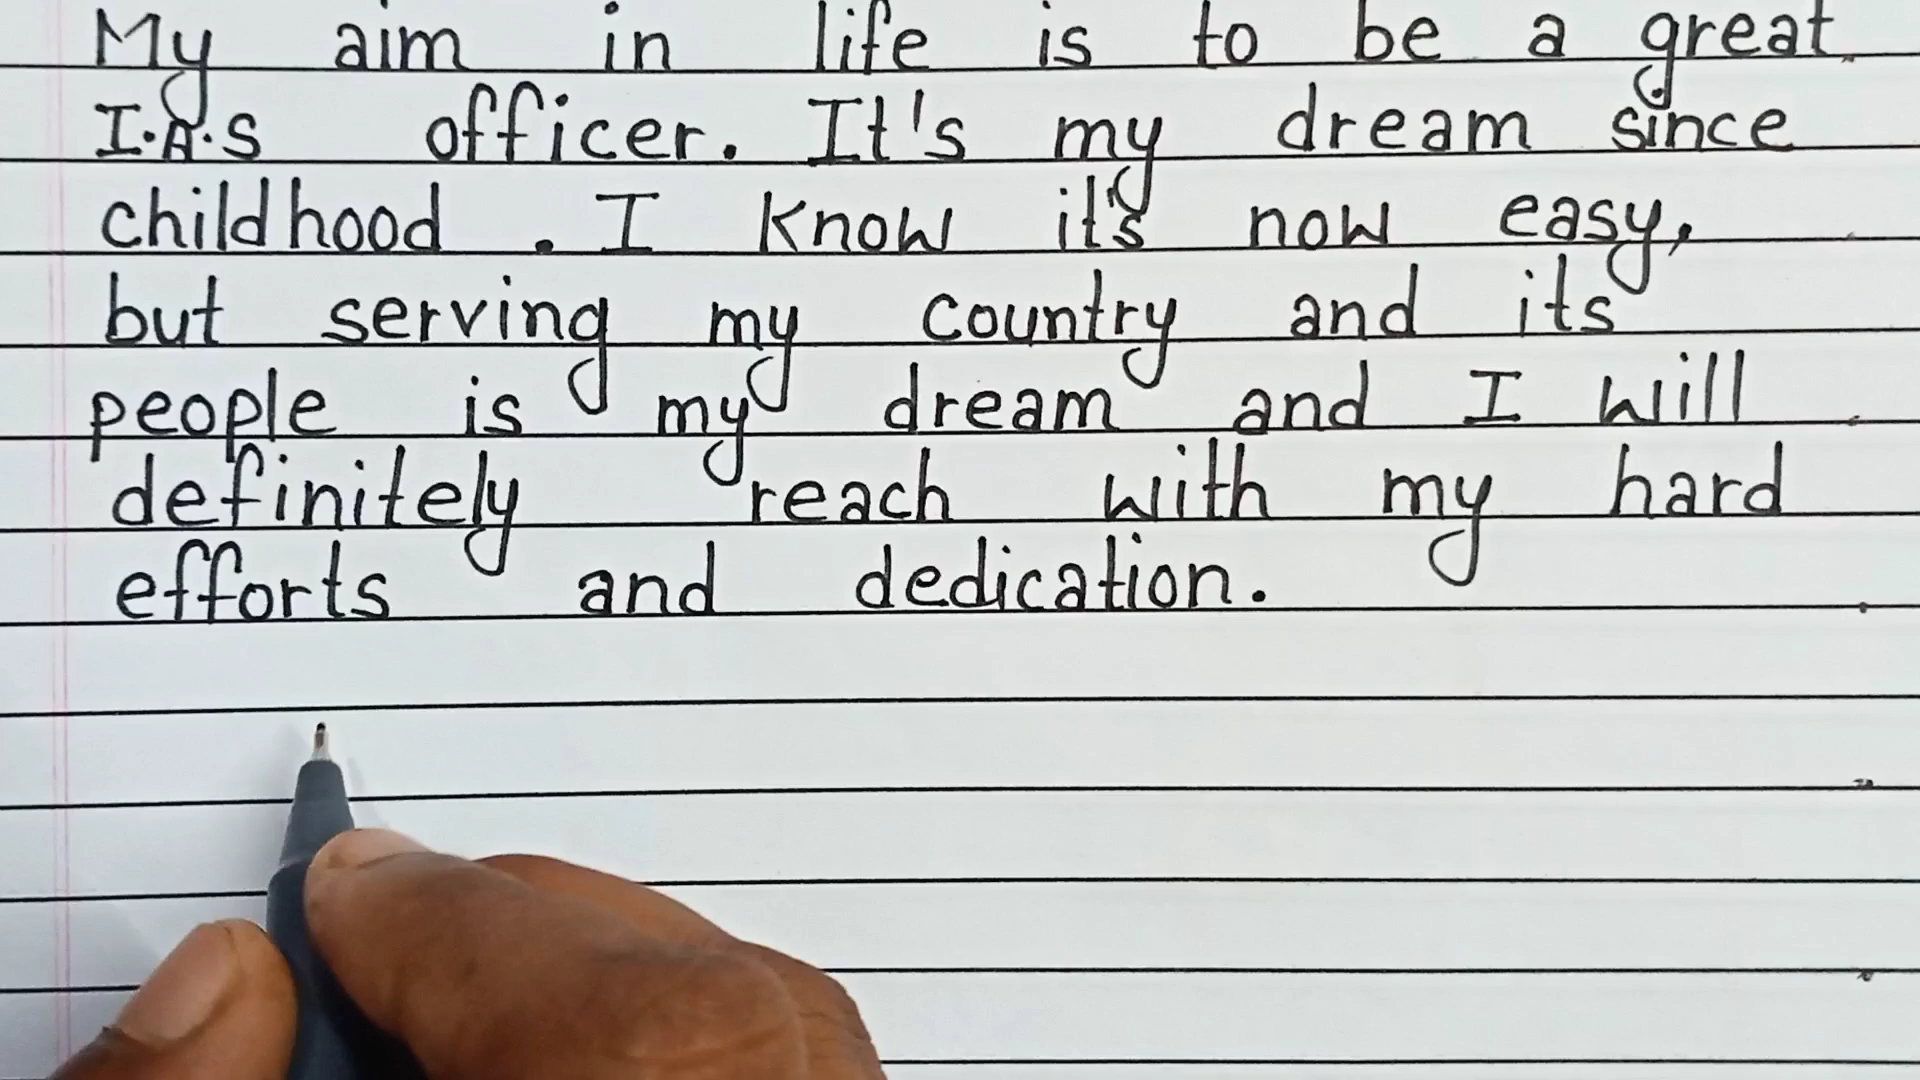 My aim in life is to be a great
I.A.S officer. It's my dream since
childhood. I know it's now easy,
but serving my country and its
people is my dream and I will
definitely reach with my hard
efforts and dedication.